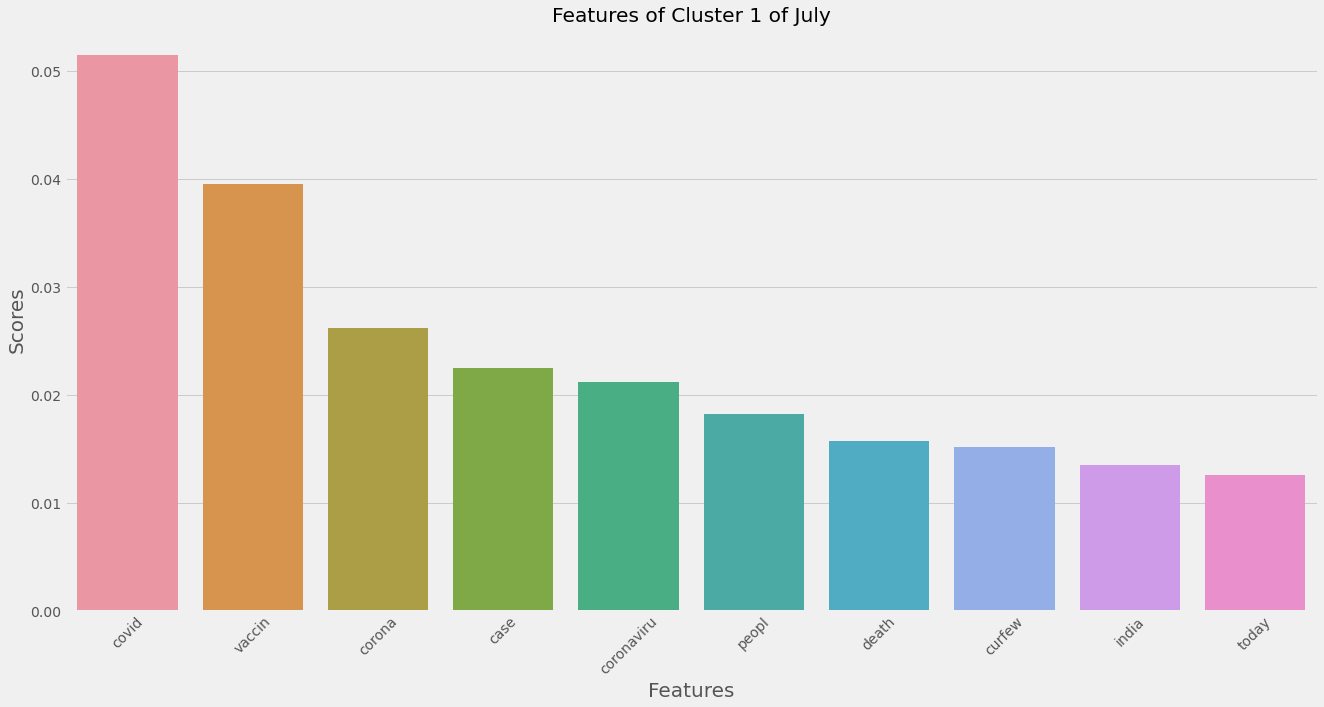 Features of Cluster 1 of July
Scores
0.05
0.04
0.03
0.02
0.01
0.00
covid
vaccin
corona
case
coronaviru
peopl
death
curfew
india
today
Features